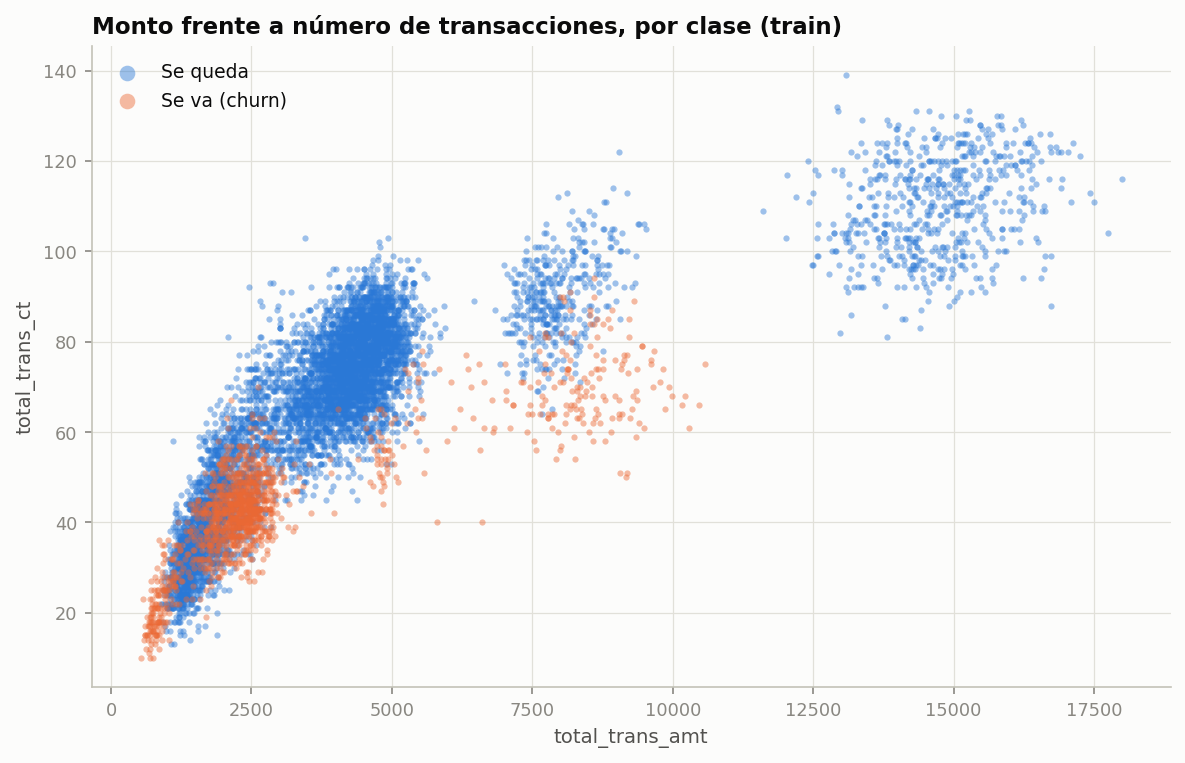 Monto frente a número de transacciones, por clase (train)
Se queda
Se va (churn)
140
120
100
80
60
40
20
total_trans_ct
0 2500 5000 7500 10000 12500 15000 17500
total_trans_amt